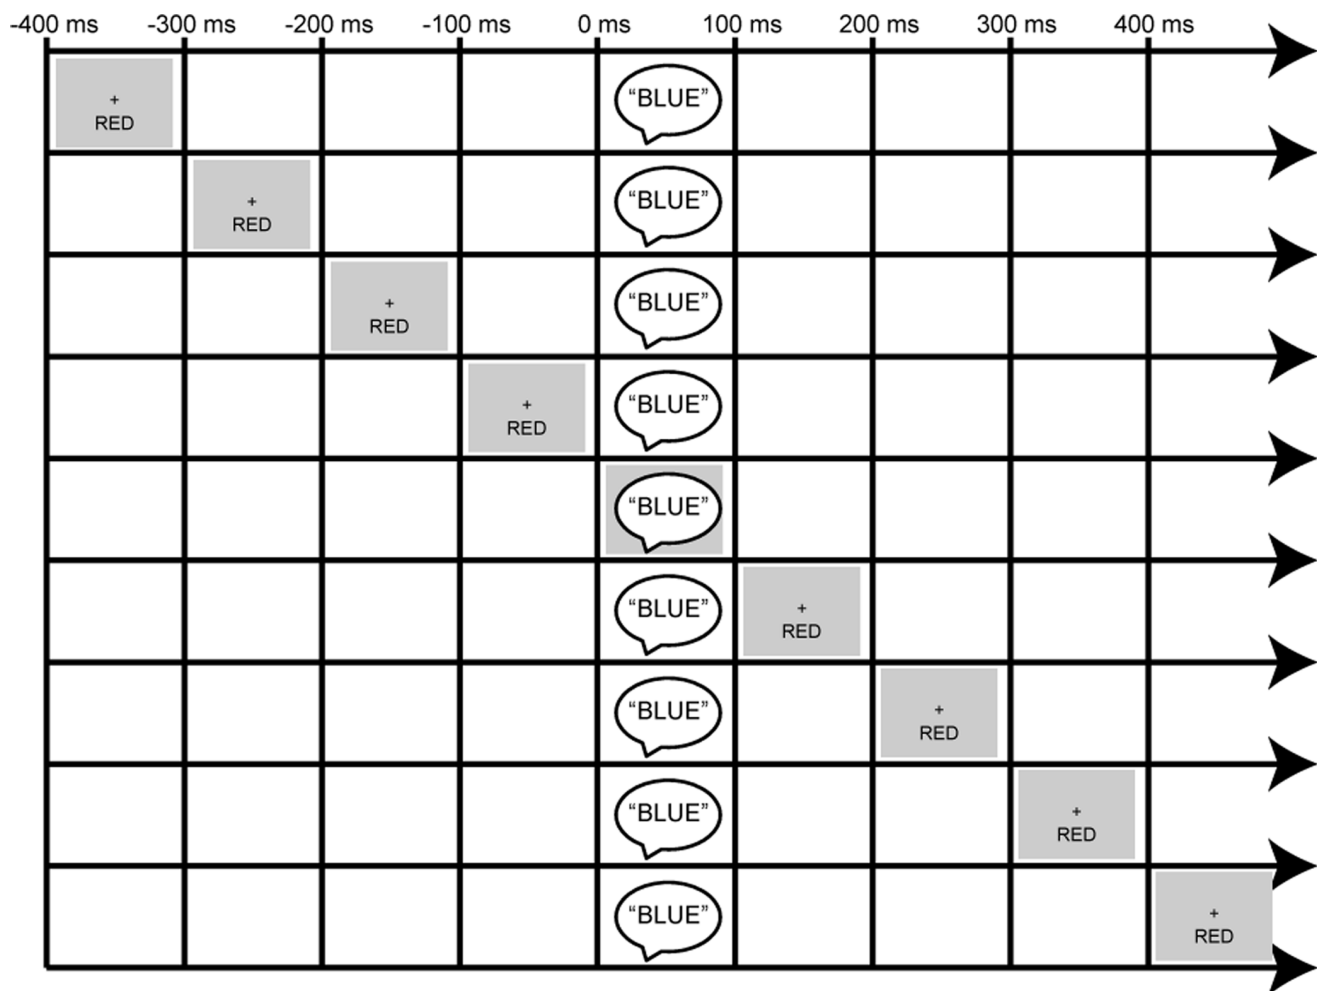 -400 ms -300 ms -200 ms -100 ms 0 ms 100 ms 200 ms 300 ms 400 ms
+
RED
“BLUE”
+
RED
“BLUE”
+
RED
“BLUE”
+
RED
“BLUE”
“BLUE”
“BLUE”
+
RED
“BLUE”
+
RED
“BLUE”
+
RED
“BLUE”
+
RED